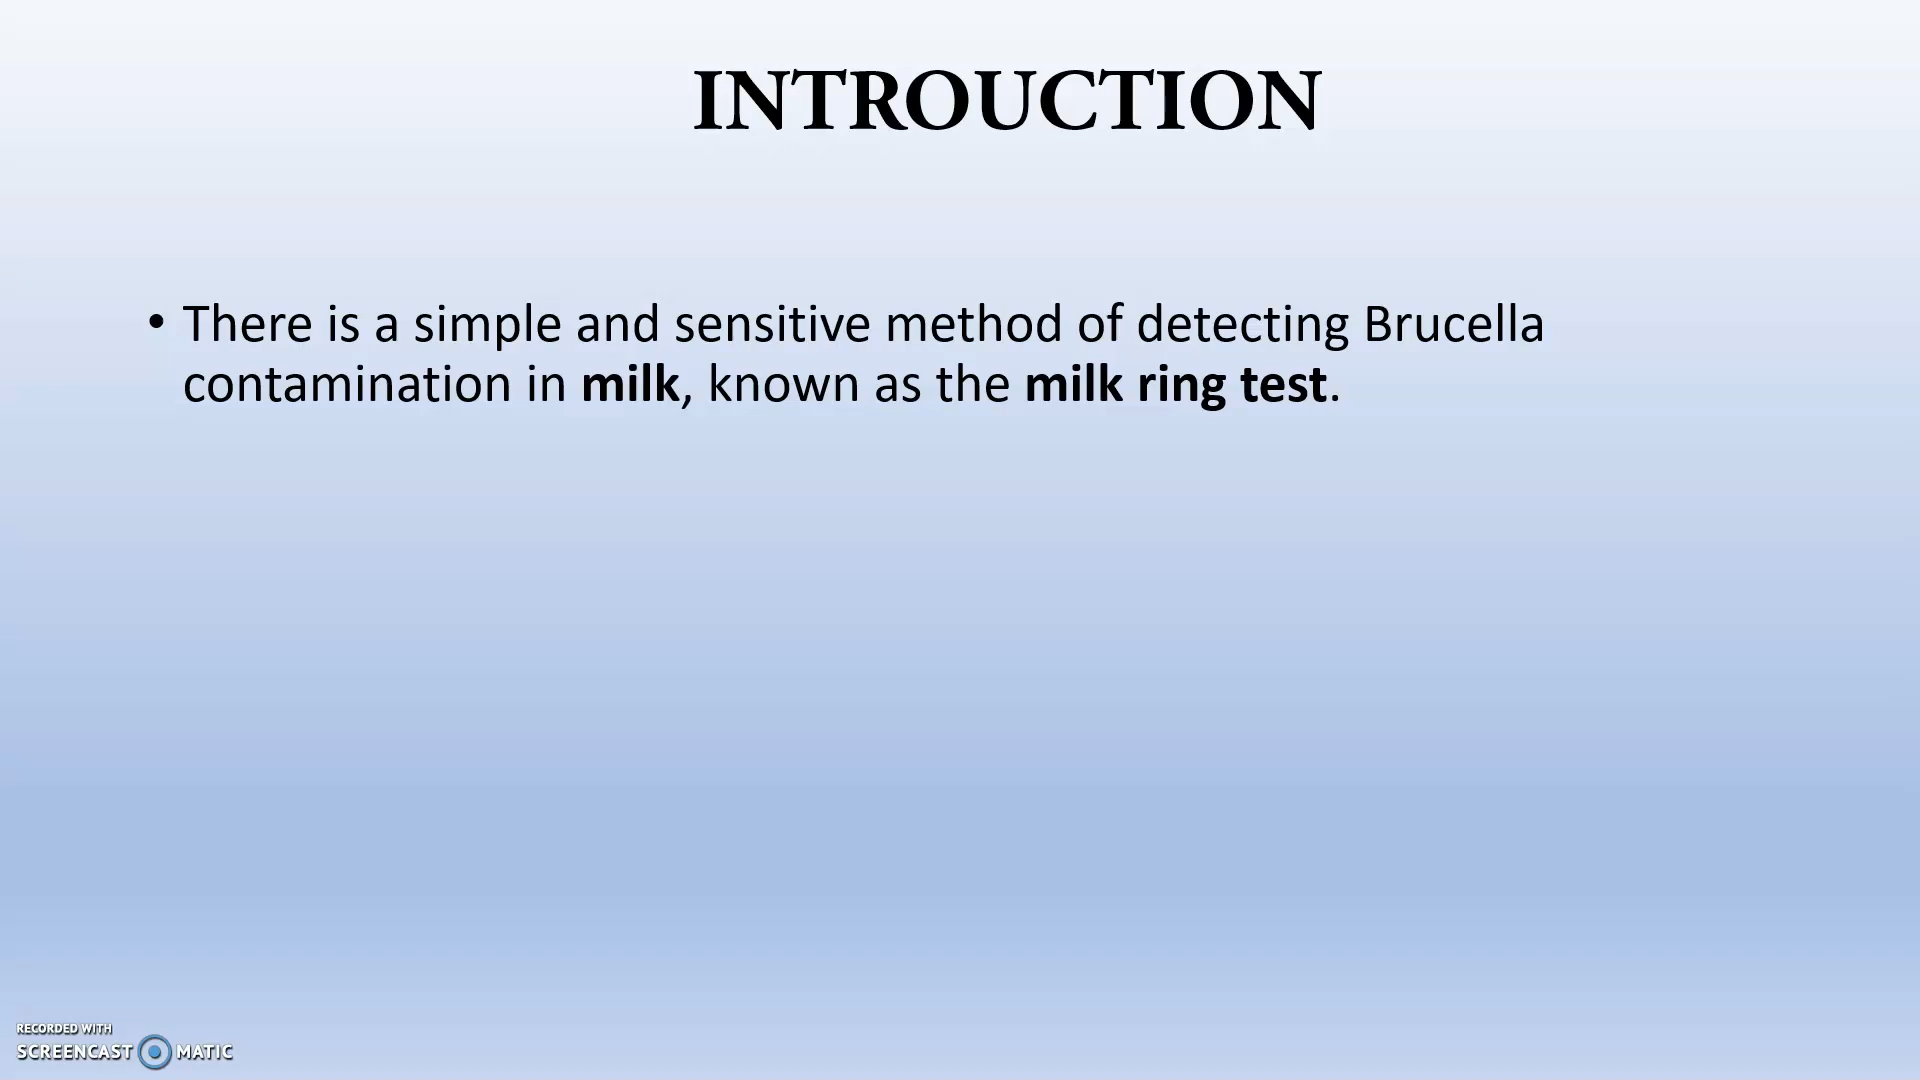 INTROUCTION
• There is a simple and sensitive method of detecting Brucella
contamination in milk, known as the milk ring test.
RECORDED WITH
SCREENCAST MATIC